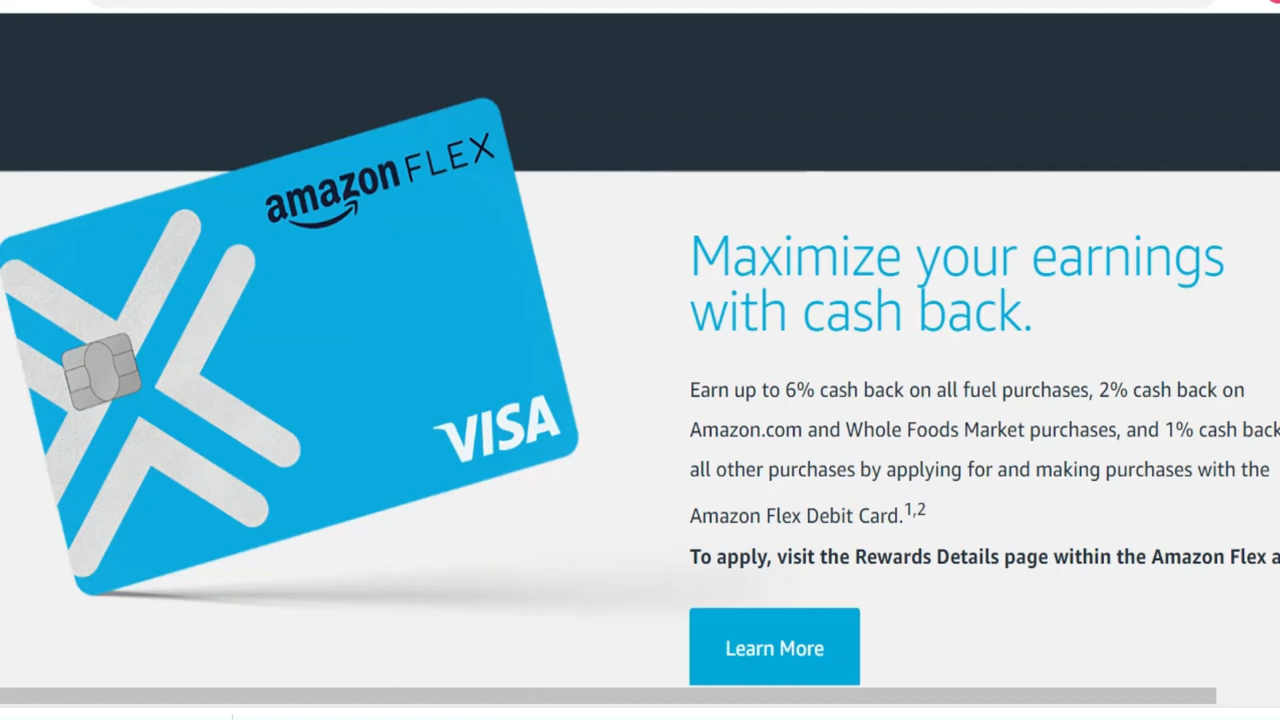 amazon FLEX
VISA
Maximize your earnings
with cash back.
Earn up to 6% cash back on all fuel purchases, 2% cash back on
Amazon.com and Whole Foods Market purchases, and 1% cash back
all other purchases by applying for and making purchases with the
Amazon Flex Debit Card.1,2
To apply, visit the Rewards Details page within the Amazon Flex
Learn More